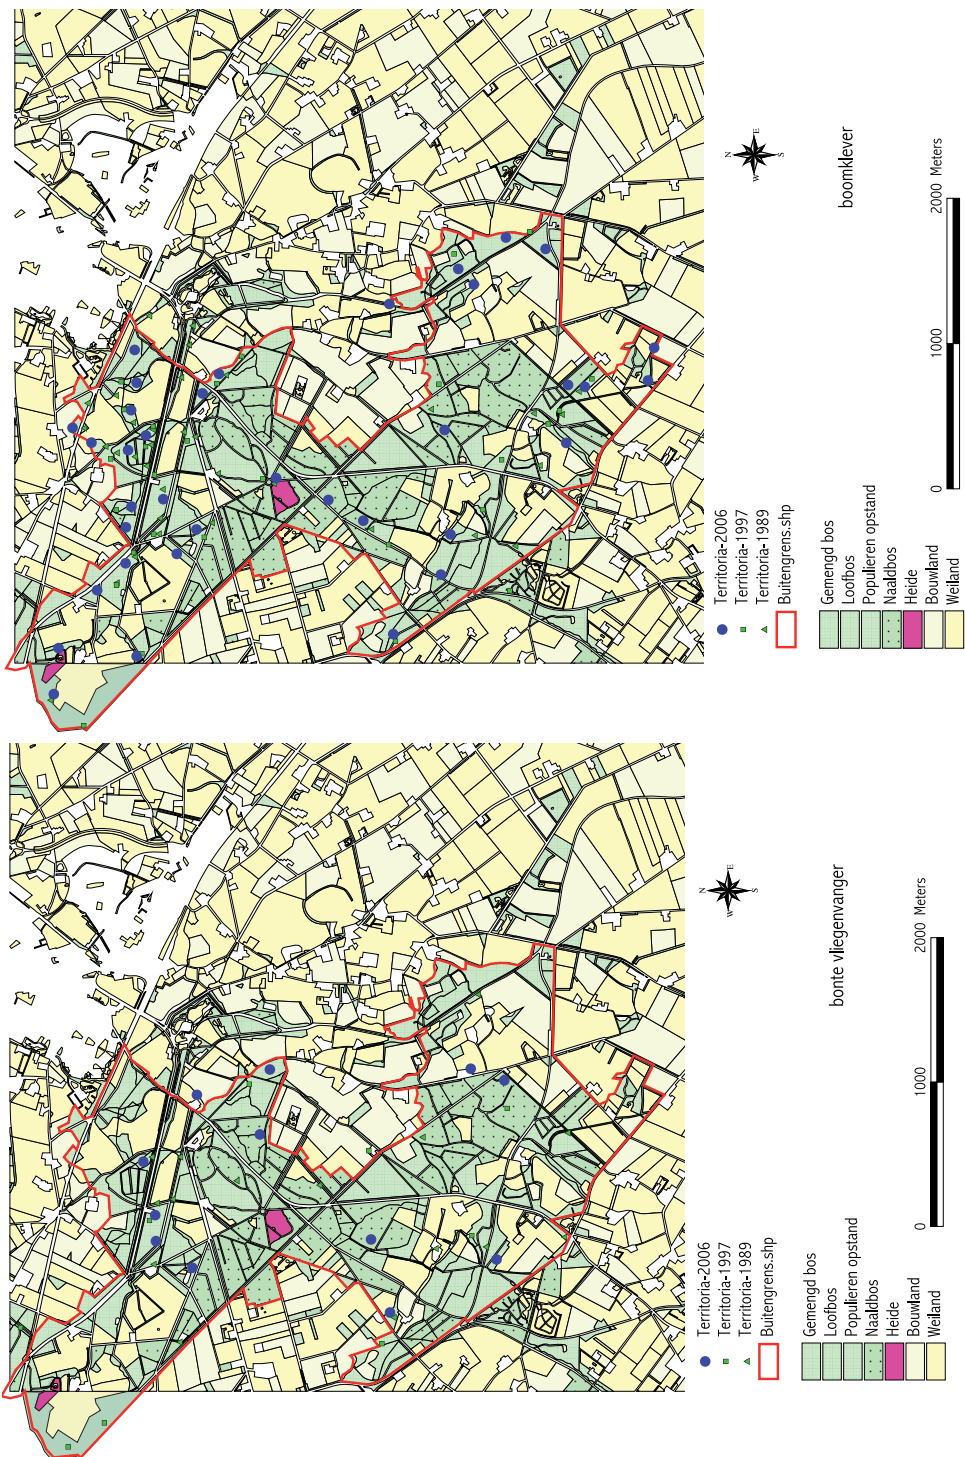 N
W
E
S
boomklever
0
1000
2000 Meters
Territoria-2006
Territoria-1997
Territoria-1989
Buitengrens.shp
Gemengd bos
Loofbos
Populieren opstand
Naaldbos
Heide
Bouwland
Weiland
N
W
E
S
bonte vliegenvanger
0
1000
2000 Meters
Territoria-2006
Territoria-1997
Territoria-1989
Buitengrens.shp
Gemengd bos
Loofbos
Populieren opstand
Naaldbos
Heide
Bouwland
Weiland